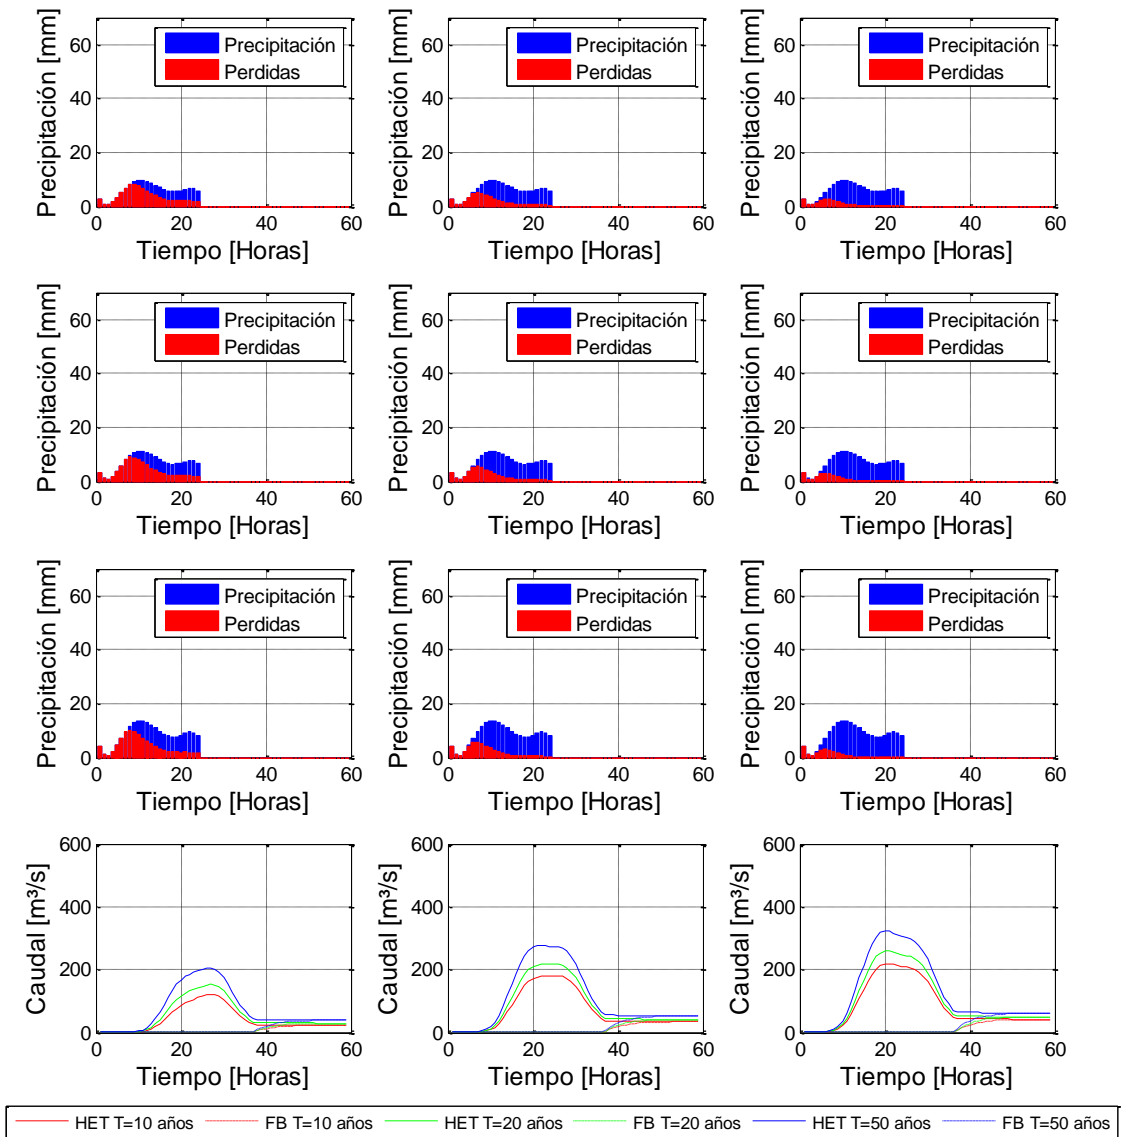 Precipitación [mm]
60
40
20
0
Precipitación
Perdidas
0 20 40 60
Tiempo [Horas]
Precipitación [mm]
60
40
20
0
Precipitación
Perdidas
0 20 40 60
Tiempo [Horas]
Precipitación [mm]
60
40
20
0
Precipitación
Perdidas
0 20 40 60
Tiempo [Horas]
Precipitación [mm]
60
40
20
0
Precipitación
Perdidas
0 20 40 60
Tiempo [Horas]
Precipitación [mm]
60
40
20
0
Precipitación
Perdidas
0 20 40 60
Tiempo [Horas]
Precipitación [mm]
60
40
20
0
Precipitación
Perdidas
0 20 40 60
Tiempo [Horas]
Precipitación [mm]
60
40
20
0
Precipitación
Perdidas
0 20 40 60
Tiempo [Horas]
Precipitación [mm]
60
40
20
0
Precipitación
Perdidas
0 20 40 60
Tiempo [Horas]
Precipitación [mm]
60
40
20
0
Precipitación
Perdidas
0 20 40 60
Tiempo [Horas]
Caudal [m³/s]
600
400
200
0
0 20 40 60
Tiempo [Horas]
Caudal [m³/s]
600
400
200
0
0 20 40 60
Tiempo [Horas]
Caudal [m³/s]
600
400
200
0
0 20 40 60
Tiempo [Horas]
HET T=10 años FB T=10 años HET T=20 años FB T=20 años HET T=50 años FB T=50 años